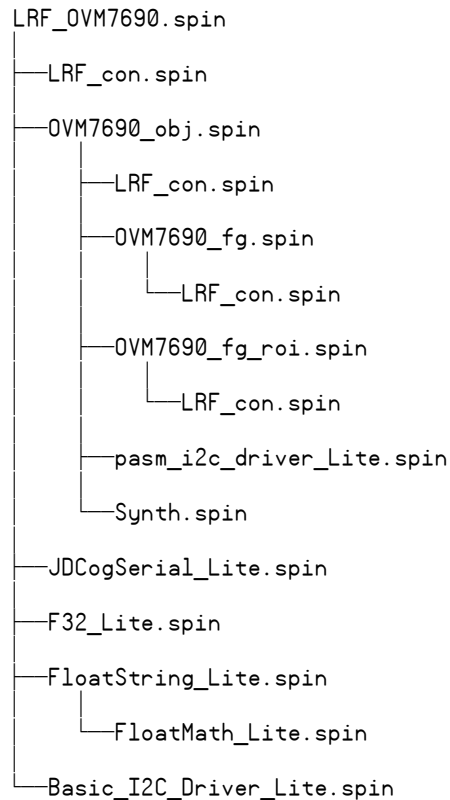 LRF_OVM7690.spin
LRF_con.spin
OVM7690_obj.spin
LRF_con.spin
OVM7690_fg.spin
LRF_con.spin
OVM7690_fg_roi.spin
LRF_con.spin
pasm_i2c_driver_Lite.spin
Synth.spin
JDCogSerial_Lite.spin
F32_Lite.spin
FloatString_Lite.spin
FloatMath_Lite.spin
Basic_I2C_Driver_Lite.spin